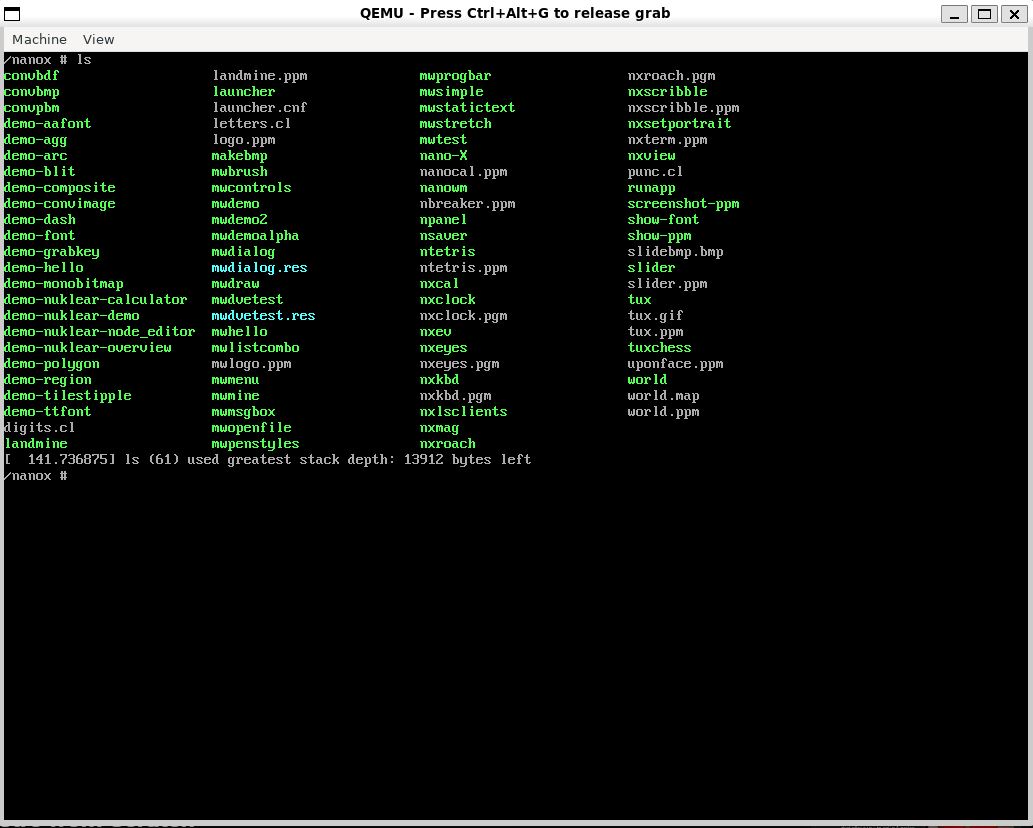 QEMU - Press Ctrl+Alt+G to release grab
Machine View
/nanox # ls
convbdf landmine.ppm mwprogbar nxroach.pgm
convbmp launcher mwsimple nxscribble
convpbm launcher.cnf mwstatictext nxscribble.ppm
demo-aafont letters.cl mwstretch nxsetportrait
demo-agg logo.ppm mwtest nxterm.ppm
demo-arc makebmp nano-X nxview
demo-blit mwbrush nanocal.ppm punc.cl
demo-composite mwcontrols nanowm runapp
demo-convimage mwdemo nbreaker.ppm screenshot-ppm
demo-dash mwdemo2 npanel show-font
demo-font mwdemoalpha nsaver show-ppm
demo-grabkey mwdialog ntetris slidebmp.bmp
demo-hello mwdialog.res ntetris.ppm slider
demo-monobitmap mwdraw nxcal slider.ppm
demo-nuklear-calculator mwdvetest nxclock tux
demo-nuklear-demo mwdvetest.res nxclock.pgm tux.gif
demo-nuklear-node_editor mwhello nxev tux.ppm
demo-nuklear-overview mwlistcombo nxeyes tuxchess
demo-polygon mwlogo.ppm nxeyes.pgm uponface.ppm
demo-region mwmenu nxkbd world
demo-tilestipple mwmine nxkbd.pgm world.map
demo-ttfont mwmsgbox nxlsclients world.ppm
digits.cl mwopenfile nxmag
landmine mwpenstyles nxroach
[  141.736875] ls (61) used greatest stack depth: 13912 bytes left
/nanox #